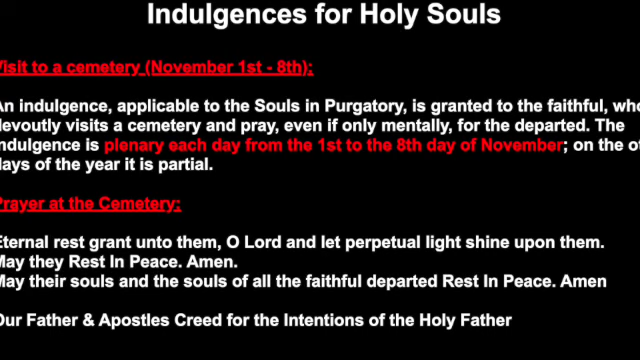 Indulgences for Holy Souls
Visit to a cemetery (November 1st - 8th):
An indulgence, applicable to the Souls in Purgatory, is granted to the faithful, who
devoutly visits a cemetery and pray, even if only mentally, for the departed. The
indulgence is plenary each day from the 1st to the 8th day of November; on the
days of the year it is partial.
Prayer at the Cemetery:
Eternal rest grant unto them, O Lord and let perpetual light shine upon them.
May they Rest In Peace. Amen.
May their souls and the souls of all the faithful departed Rest In Peace. Amen
Our Father & Apostles Creed for the Intentions of the Holy Father